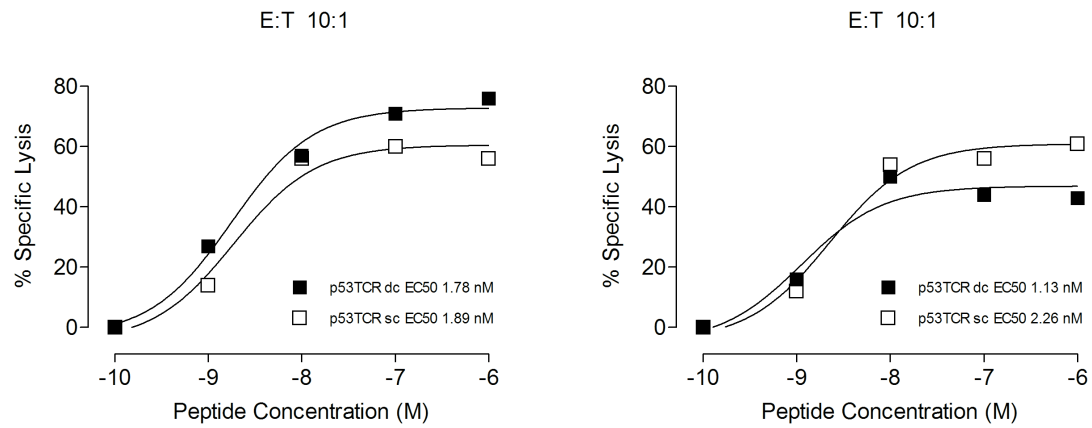 E:T 10:1
80
60
40
20
0
% Specific Lysis
p53TCR dc EC50 1.78 nM
p53TCR sc EC50 1.89 nM
-10 -9 -8 -7 -6
Peptide Concentration (M)
E:T 10:1
80
60
40
20
0
% Specific Lysis
p53TCR dc EC50 1.13 nM
p53TCR sc EC50 2.26 nM
-10 -9 -8 -7 -6
Peptide Concentration (M)